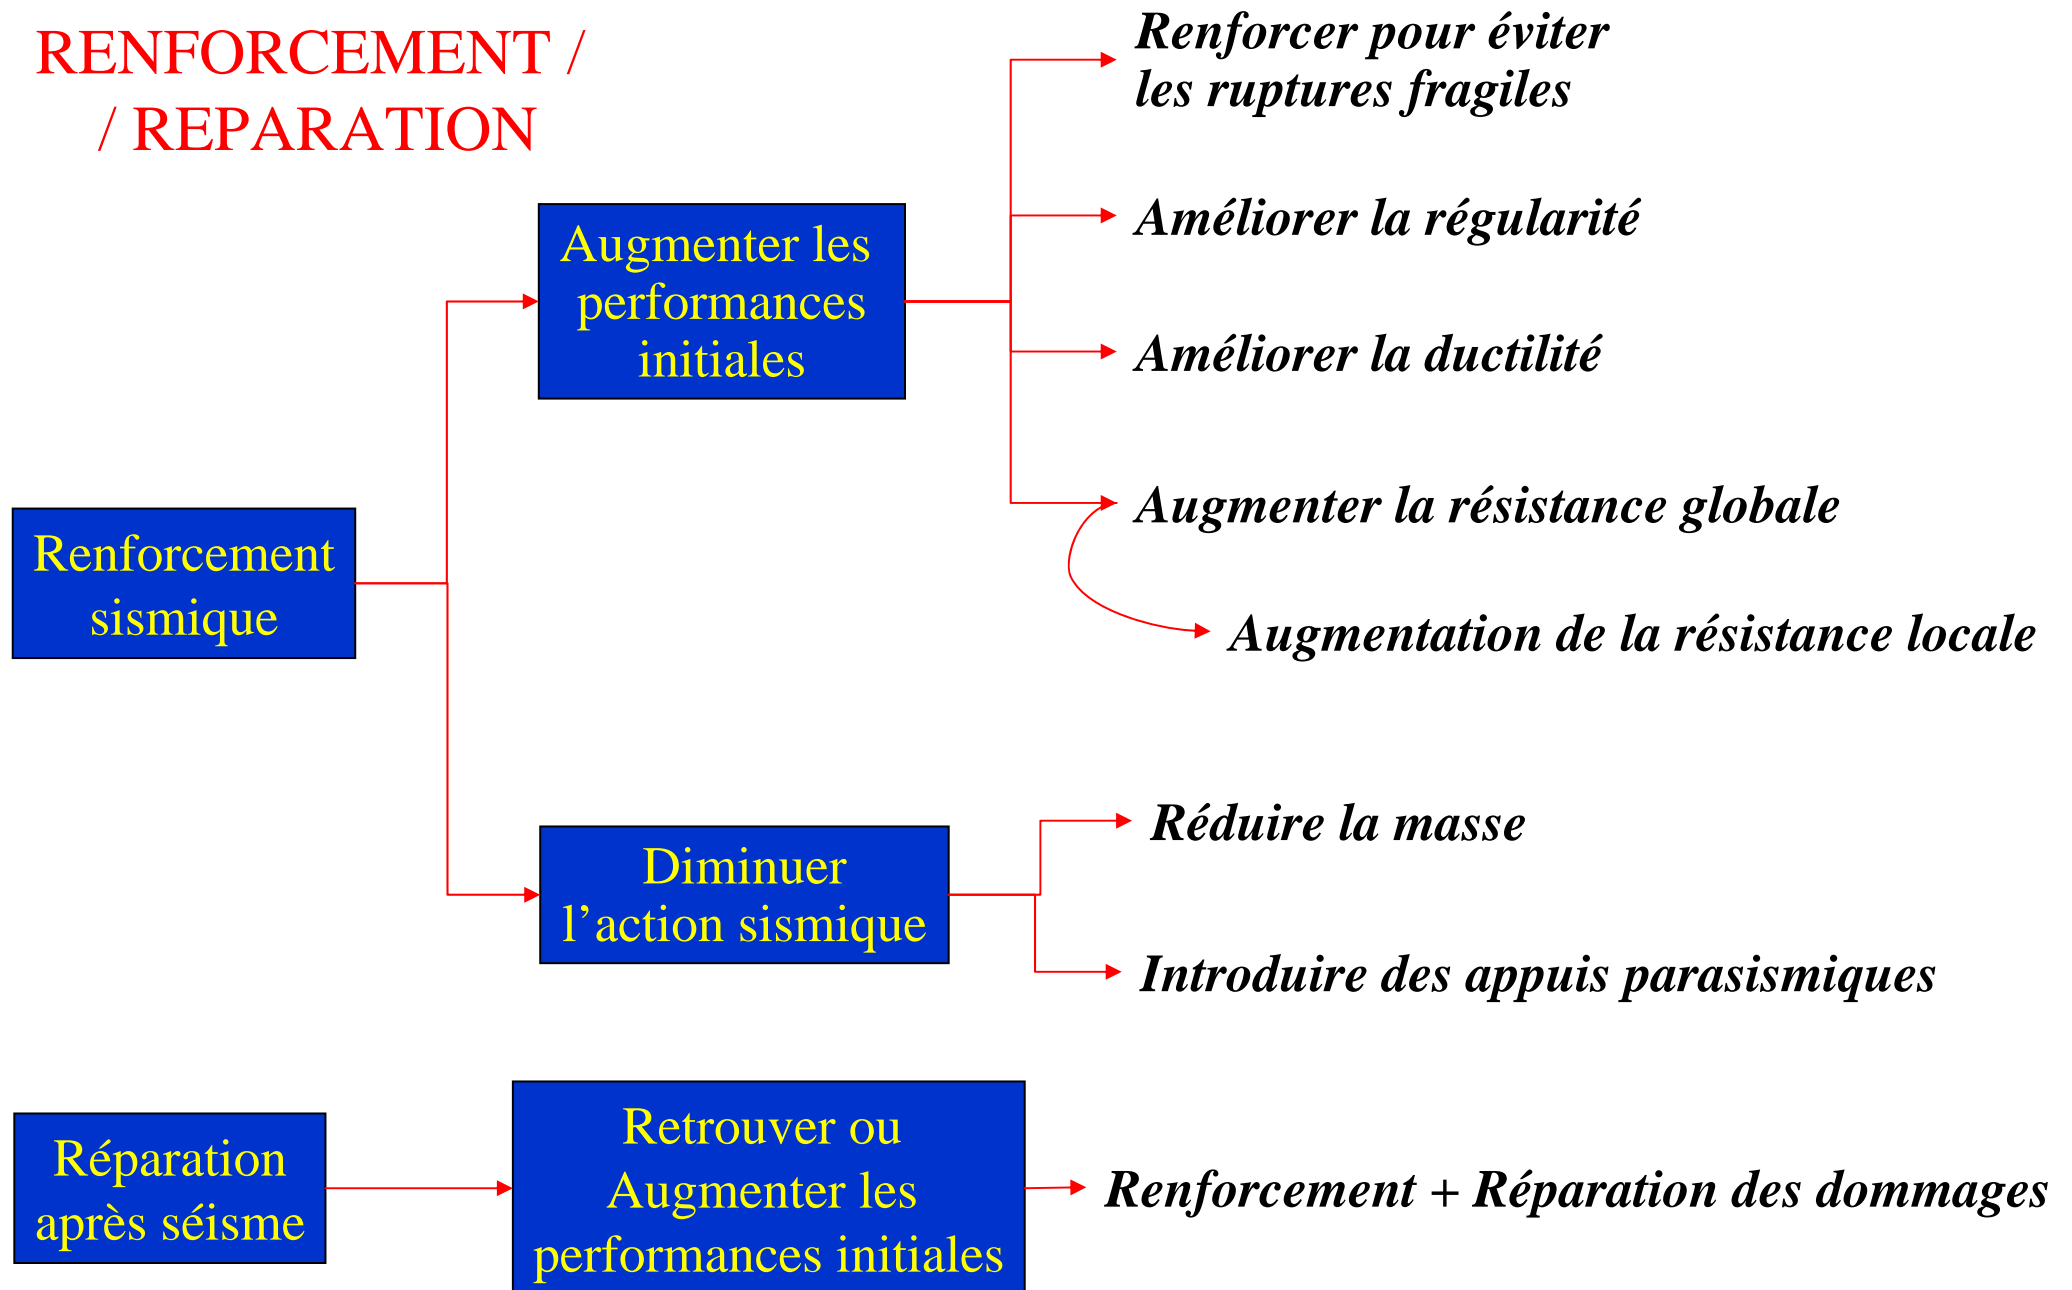 RENFORCEMENT /
/ REPARATION
Renforcer pour éviter
les ruptures fragiles
Augmenter les
performances
initiales
Améliorer la régularité
Améliorer la ductilité
Augmenter la résistance globale
Renforcement
sismique
Augmentation de la résistance locale
Diminuer
l’action sismique
Réduire la masse
Introduire des appuis parasismiques
Réparation
après séisme
Retrouver ou
Augmenter les
performances initiales
Renforcement + Réparation des dommages